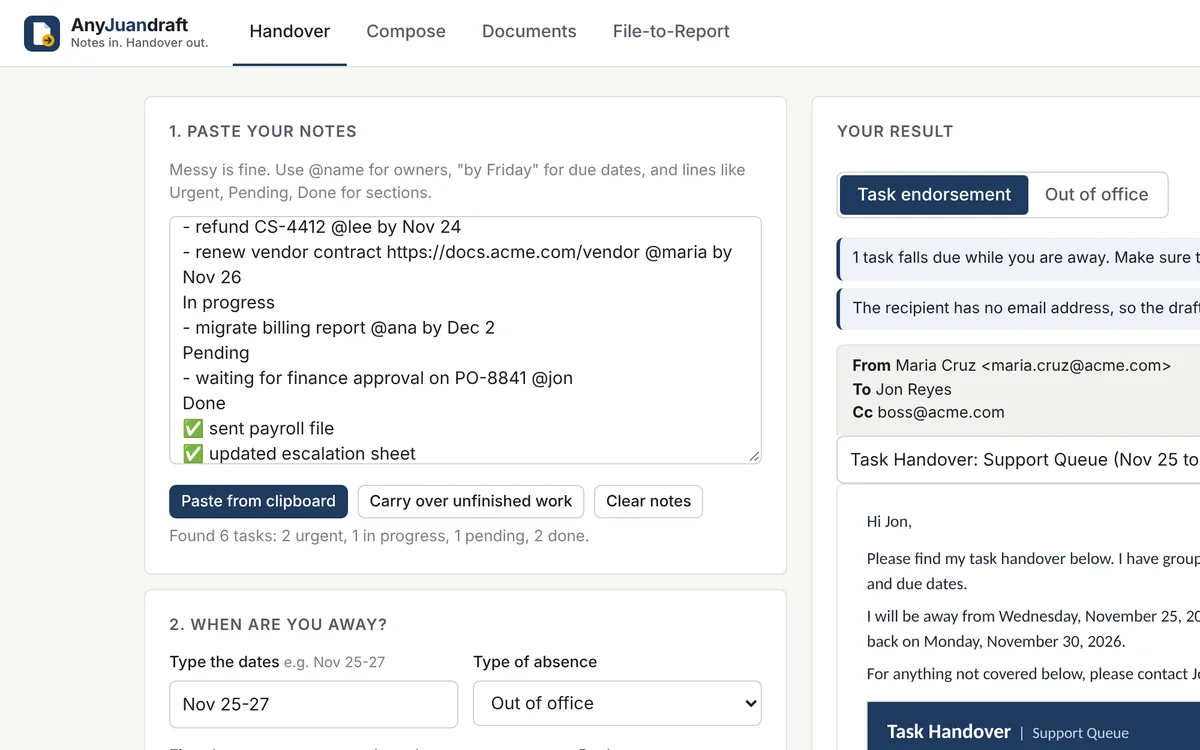 AnyJuandraft
Notes in. Handover out.
Handover
Compose
Documents
File-to-Report
1. PASTE YOUR NOTES
Messy is fine. Use @name for owners, "by Friday" for due dates, and lines like
Urgent, Pending, Done for sections.
- refund CS-4412 @lee by Nov 24
- renew vendor contract https://docs.acme.com/vendor @maria by
Nov 26
In progress
- migrate billing report @ana by Dec 2
Pending
- waiting for finance approval on PO-8841 @jon
Done
✅ sent payroll file
✅ updated escalation sheet
Paste from clipboard
Carry over unfinished work
Clear notes
Found 6 tasks: 2 urgent, 1 in progress, 1 pending, 2 done.
2. WHEN ARE YOU AWAY?
Type the dates e.g. Nov 25-27
Type of absence
Nov 25-27
Out of office
YOUR RESULT
Task endorsement
Out of office
1 task falls due while you are away. Make sure
The recipient has no email address, so the draf
From Maria Cruz <maria.cruz@acme.com>
To Jon Reyes
Cc boss@acme.com
Task Handover: Support Queue (Nov 25 to
Hi Jon,
Please find my task handover below. I have group
and due dates.
I will be away from Wednesday, November 25, 20
back on Monday, November 30, 2026.
For anything not covered below, please contact J
Task Handover | Support Queue